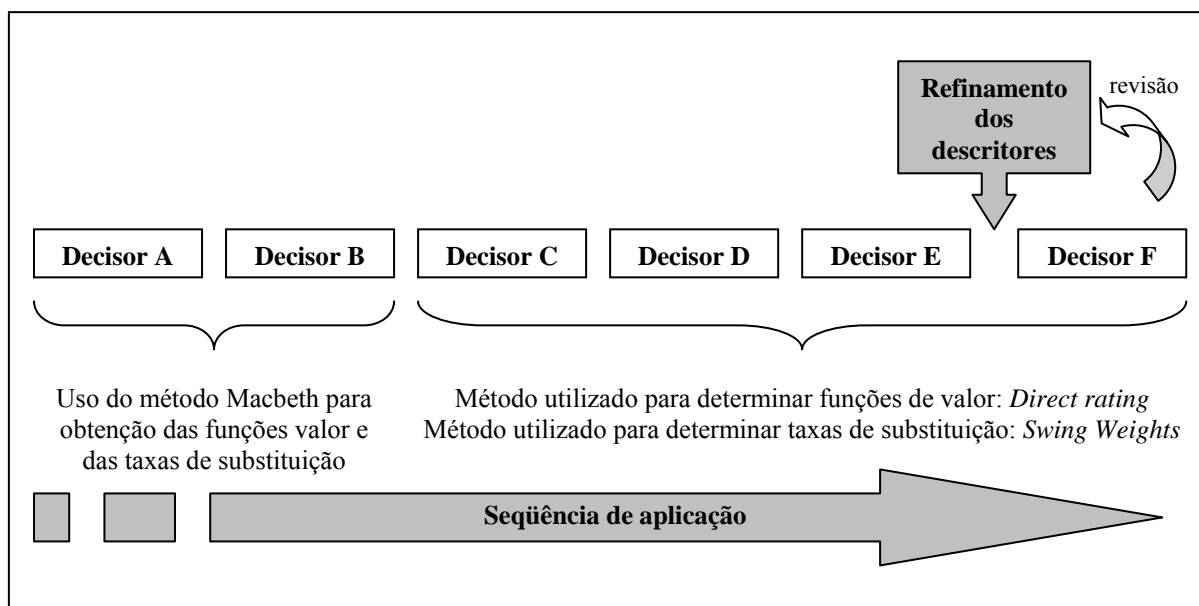 Refinamento
dos
descritores
revisão
Decisor A
Decisor B
Decisor C
Decisor D
Decisor E
Decisor F
Uso do método Macbeth para
obtenção das funções valor e
das taxas de substituição
Método utilizado para determinar funções de valor: Direct rating
Método utilizado para determinar taxas de substituição: Swing Weights
Seqüência de aplicação